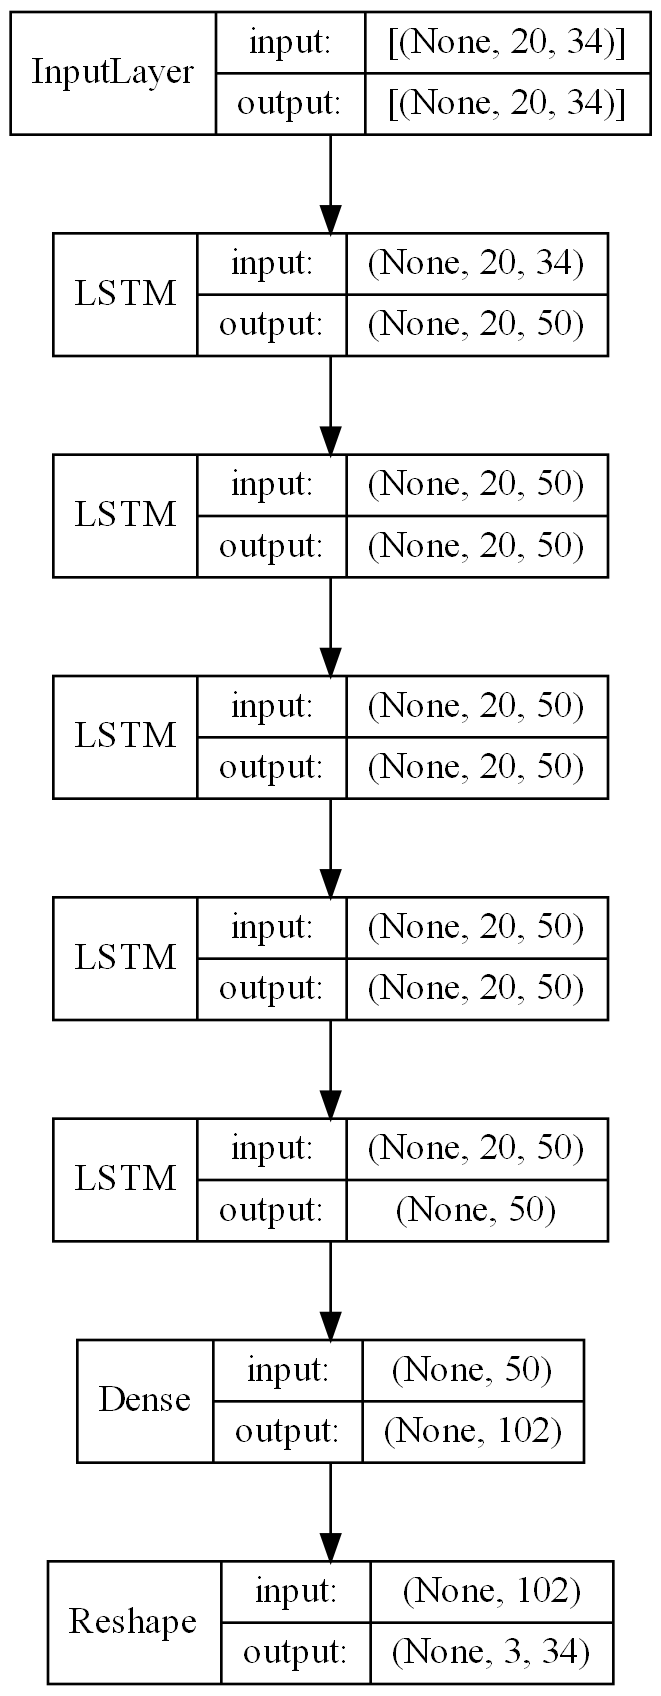 InputLayer
input:
[(None, 20, 34)]
output:
[(None, 20, 34)]
LSTM
input:
(None, 20, 34)
output:
(None, 20, 50)
LSTM
input:
(None, 20, 50)
output:
(None, 20, 50)
LSTM
input:
(None, 20, 50)
output:
(None, 20, 50)
LSTM
input:
(None, 20, 50)
output:
(None, 20, 50)
LSTM
input:
(None, 20, 50)
output:
(None, 50)
Dense
input:
(None, 50)
output:
(None, 102)
Reshape
input:
(None, 102)
output:
(None, 3, 34)